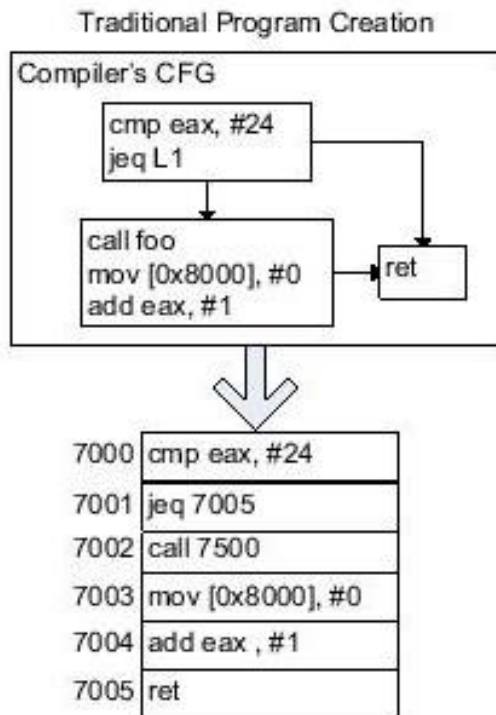 Traditional Program Creation
Compiler's CFG
cmp eax, #24
jeq L1
call foo
mov [0x8000], #0
add eax, #1
ret
7000 cmp eax, #24
7001 jeq 7005
7002 call 7500
7003 mov [0x8000], #0
7004 add eax , #1
7005 ret